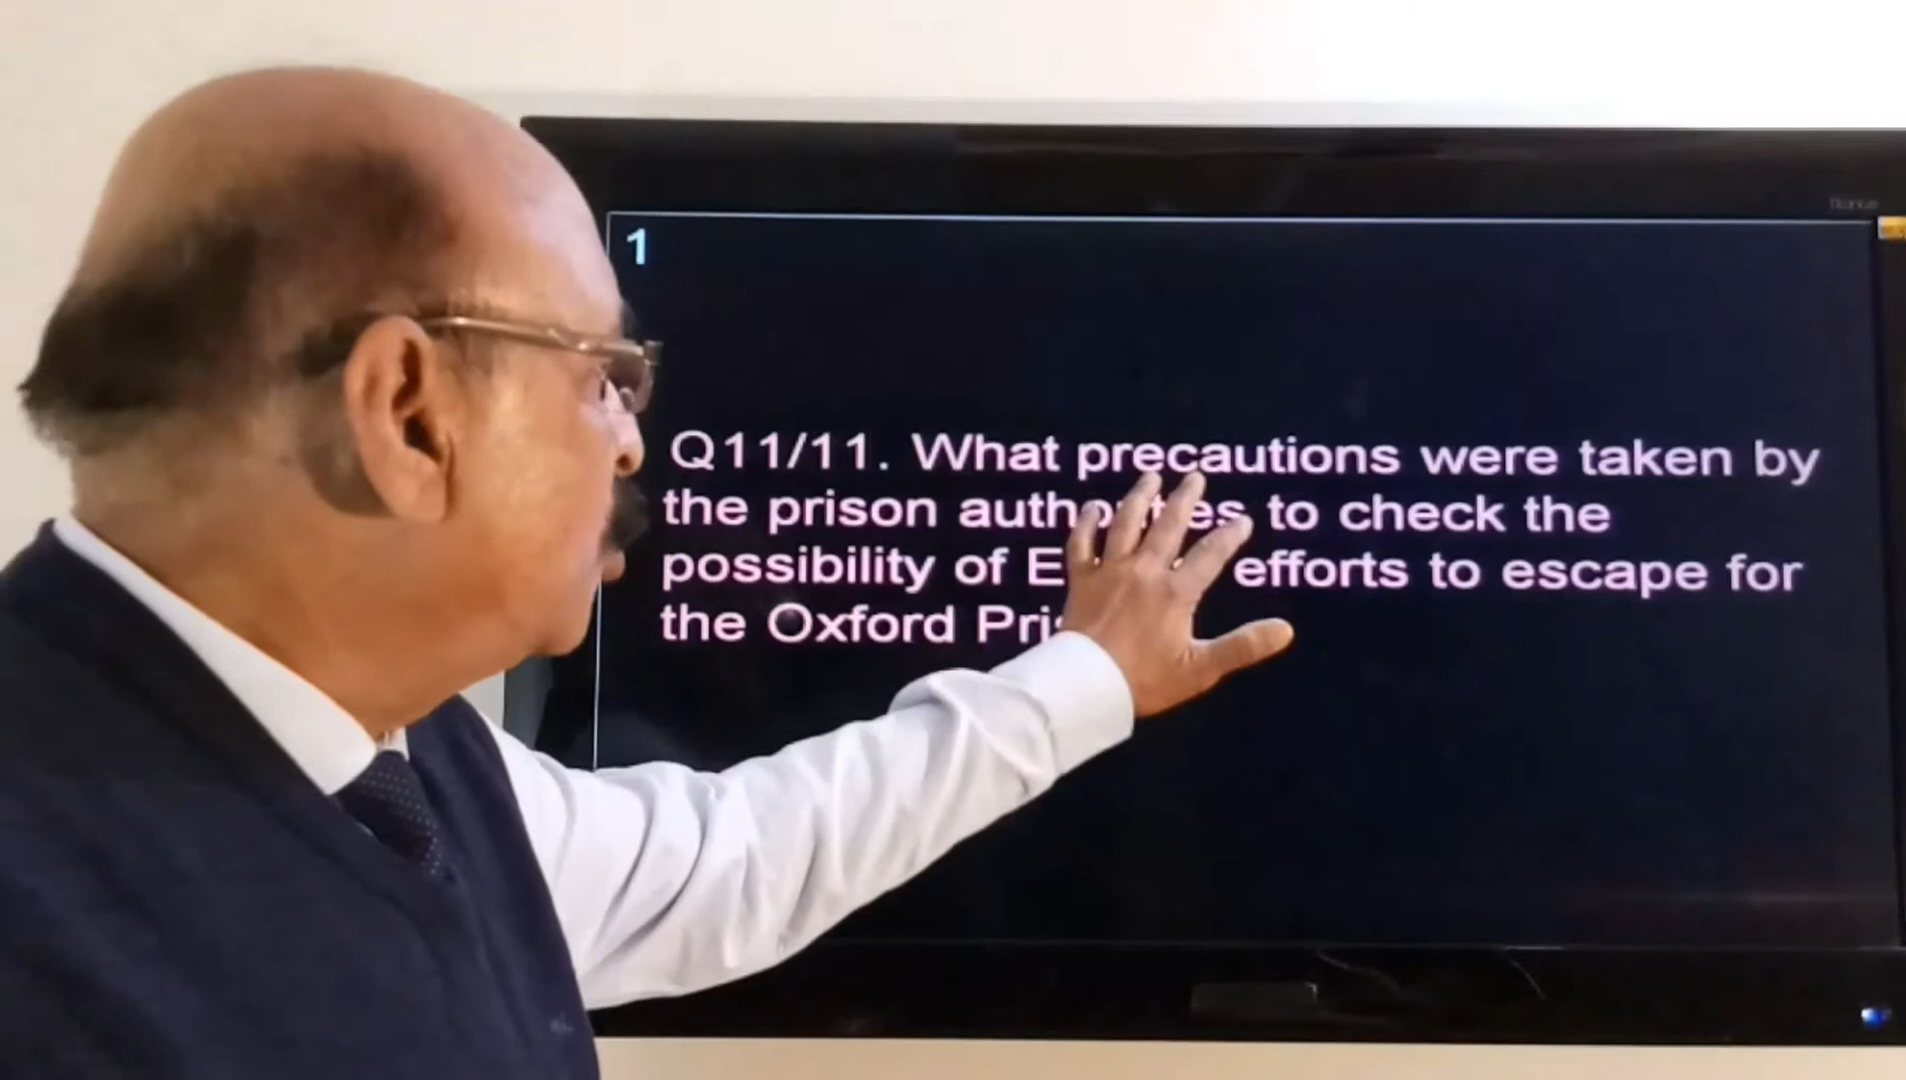 1
Q11/11. What precautions were taken by
the prison to check the
possibility of efforts to escape for
the Oxford